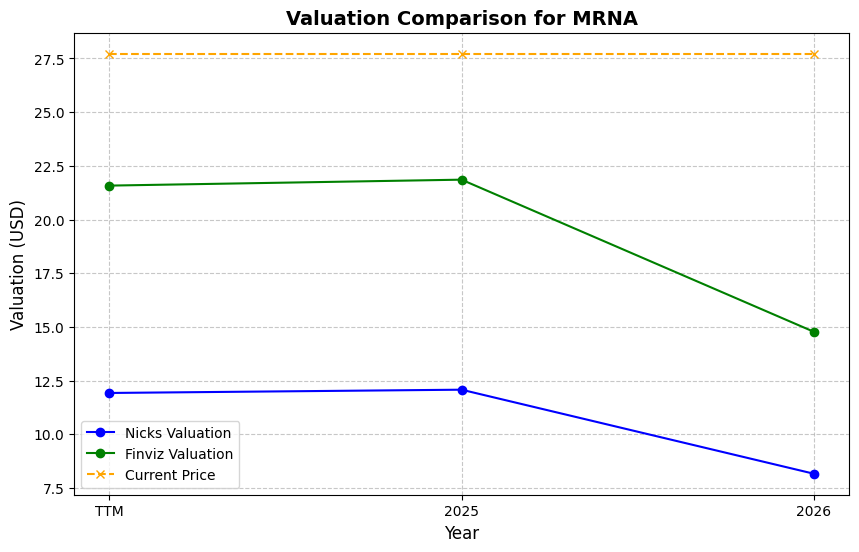 Valuation Comparison for MRNA
Valuation (USD)
27.5
25.0
22.5
20.0
17.5
15.0
12.5
10.0
7.5
Nicks Valuation
Finviz Valuation
Current Price
TTM 2025 2026
Year